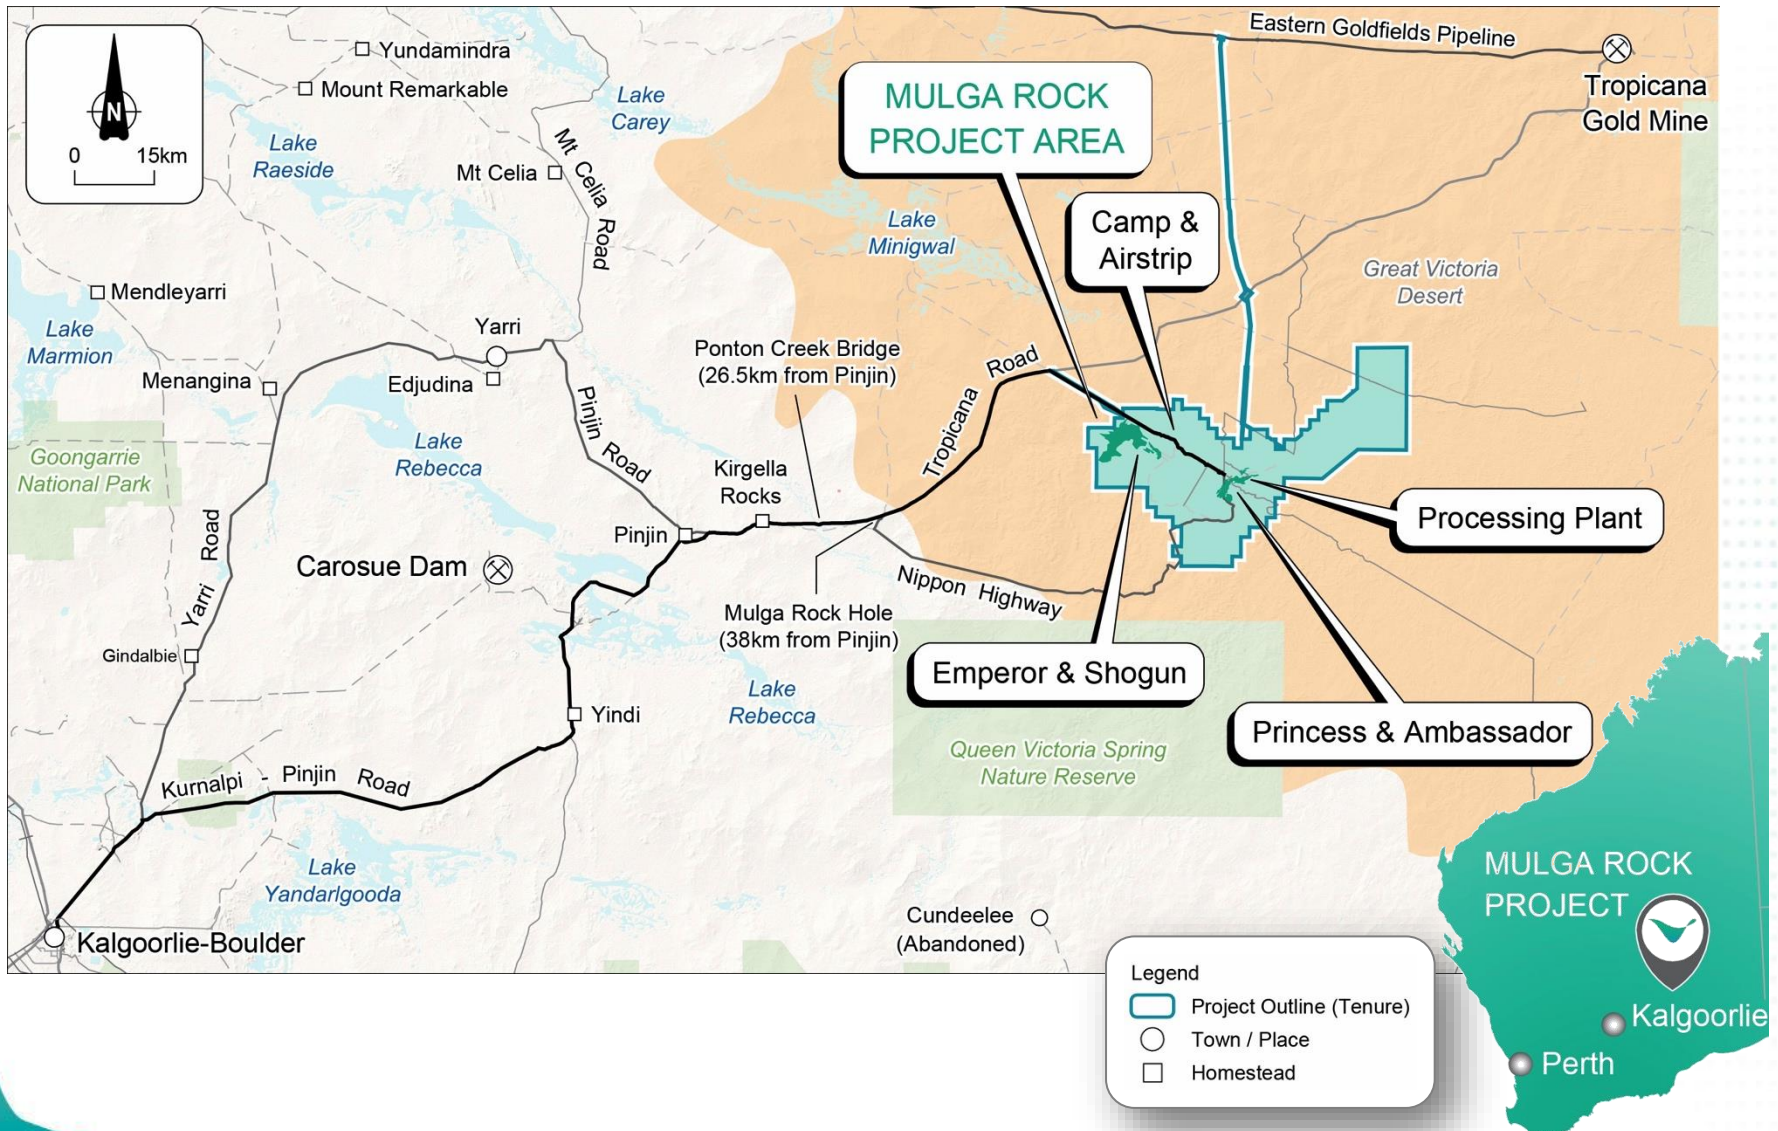 N
0 15km
Yundamindra
Mount Remarkable
Lake
Raeside
Lake
Carey
Mt Celia
Mt Celia Road
MULGA ROCK
PROJECT AREA
Eastern Goldfields Pipeline
Tropicana
Gold Mine
Camp &
Airstrip
Lake
Minigwal
Great Victoria
Desert
Mendleyarri
Lake
Marmion
Menangina
Yarri
Edjudina
Pinjin Road
Ponton Creek Bridge
(26.5km from Pinjin)
Tropicana Road
Goongarrie
National Park
Lake
Rebecca
Kirgella
Rocks
Pinjin
Carosue Dam
Yarri Road
Gindalbie
Mulga Rock Hole
(38km from Pinjin)
Nippon Highway
Processing Plant
Emperor & Shogun
Princess & Ambassador
Lake
Rebecca
Yindi
Queen Victoria Spring
Nature Reserve
Kurnalpi - Pinjin Road
Lake
Yandarlgooda
Kalgoorlie-Boulder
Cundeelee
(Abandoned)
Legend
Project Outline (Tenure)
Town / Place
Homestead
MULGA ROCK
PROJECT
Kalgoorlie
Perth